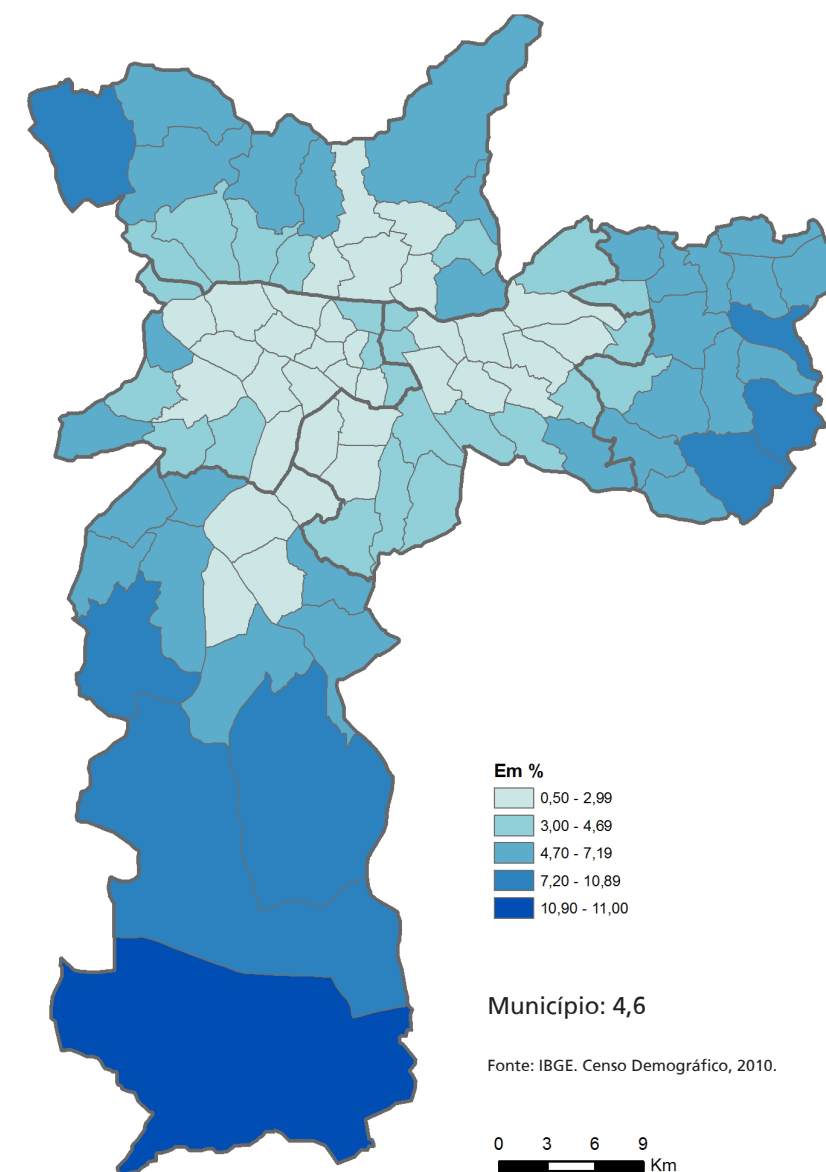 Em %
0,50 - 2,99
3,00 - 4,69
4,70 - 7,19
7,20 - 10,89
10,90 - 11,00
Município: 4,6
Fonte: IBGE. Censo Demográfico, 2010.
0 3 6 9
Km